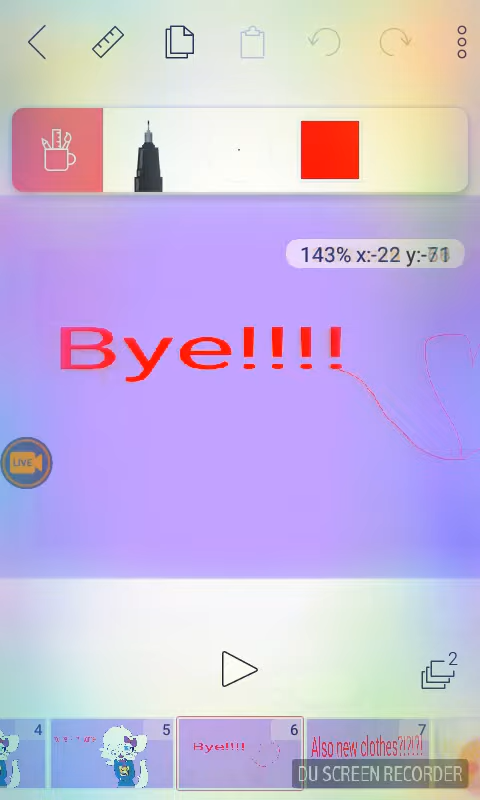 143% x:-22 y:-71
Bye!!!!
LIVE
2
4
5
6
7
Bye!!!!
Also new clothes?!?!?!
DU SCREEN RECORDER